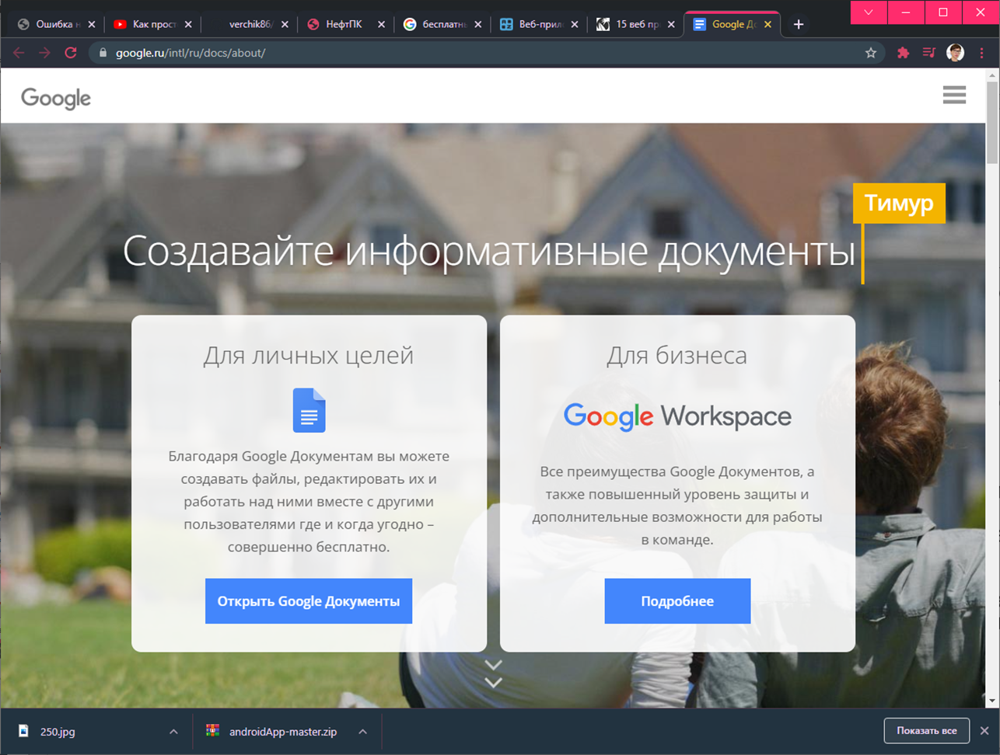 Ошибка н
Как прост
verchik86/
НефтПК
бесплатнь
Веб-прил
15 веб пр
Google До
google.ru/intl/ru/docs/about/
Google
Тимур
Создавайте информативные документы
Для личных целей
Благодаря Google Документам вы можете
создавать файлы, редактировать их и
работать над ними вместе с другими
пользователями где и когда угодно –
совершенно бесплатно.
Открыть Google Документы
Для бизнеса
Google Workspace
Все преимущества Google Документов, а
также повышенный уровень защиты и
дополнительные возможности для работы
в команде.
Подробнее
250.jpg
androidApp-master.zip
Показать все